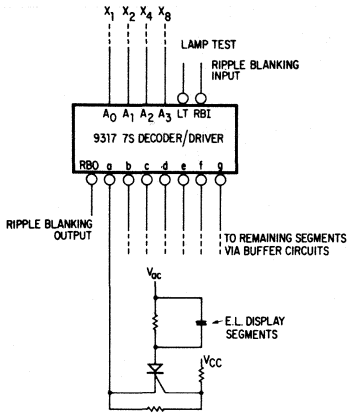 X1 X2 X4 X8
LAMP TEST
RIPPLE BLANKING
INPUT
A0 A1 A2 A3 LT RBI
9317 7S DECODER/DRIVER
RBO a b c d e f g
RIPPLE BLANKING
OUTPUT
TO REMAINING SEGMENTS
VIA BUFFER CIRCUITS
Vac
E.L. DISPLAY
SEGMENTS
VCC